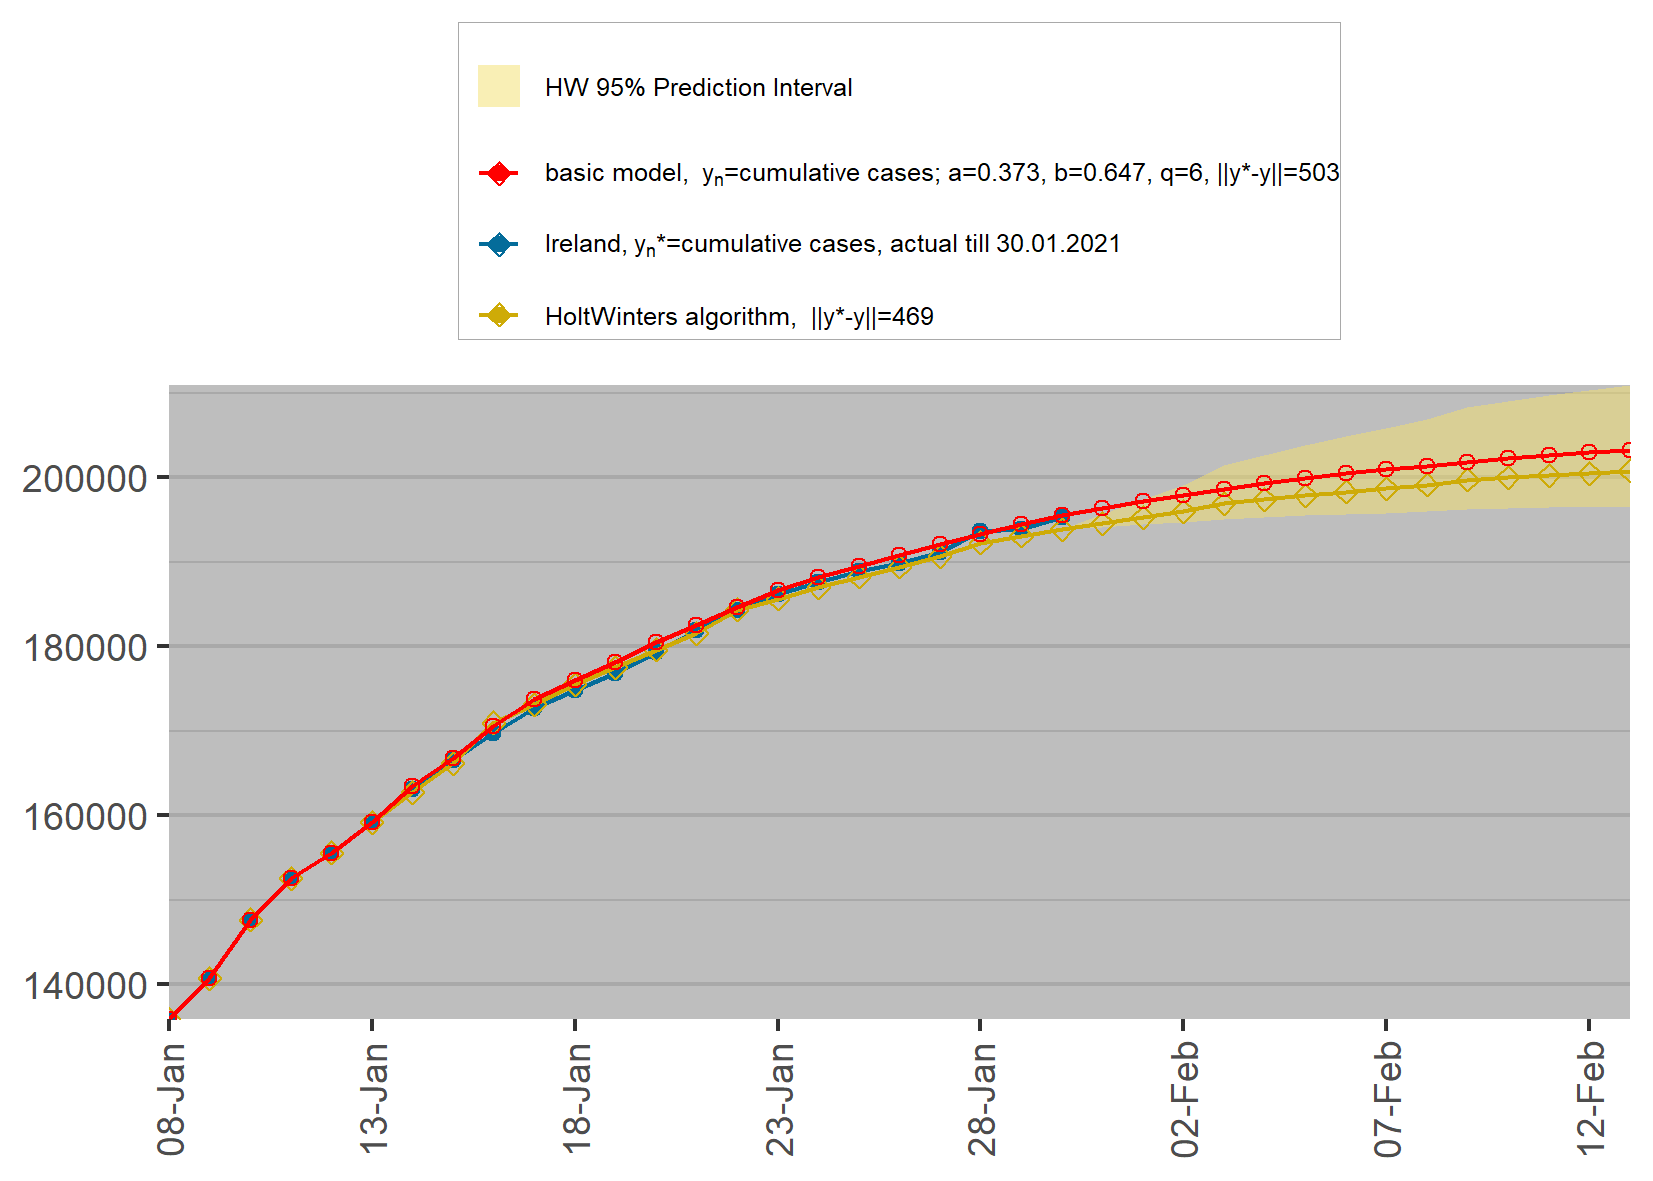 HW 95% Prediction Interval
basic model,  yn=cumulative cases; a=0.373, b=0.647, q=6, ||y*-y||=503
Ireland, yn*=cumulative cases, actual till 30.01.2021
HoltWinters algorithm,  ||y*-y||=469
200000
180000
160000
140000
08-Jan
13-Jan
18-Jan
23-Jan
28-Jan
02-Feb
07-Feb
12-Feb